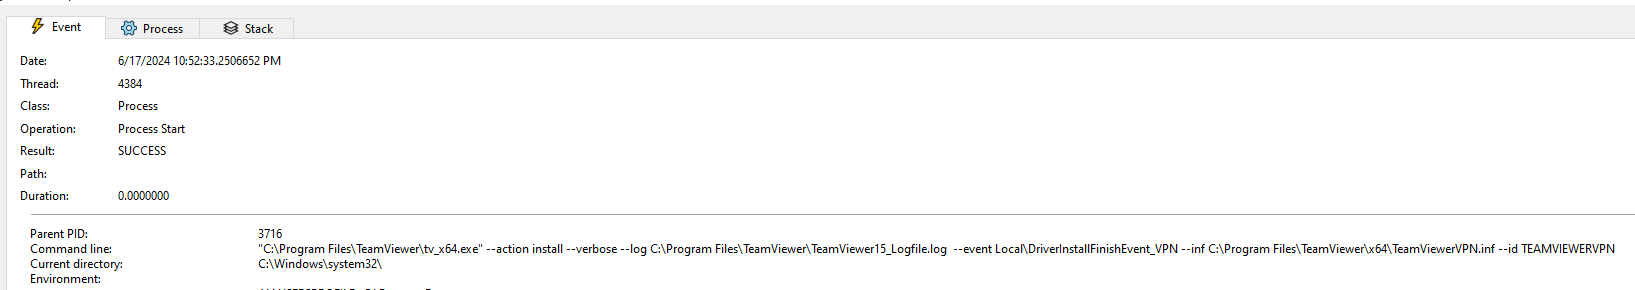 Event Process Stack
Date: 6/17/2024 10:52:33.2506652 PM
Thread: 4384
Class: Process
Operation: Process Start
Result: SUCCESS
Path:
Duration: 0.0000000
Parent PID: 3716
Command line: "C:\Program Files\TeamViewer\tv_x64.exe" --action install --verbose --log C:\Program Files\TeamViewer\TeamViewer15_Logfile.log  --event Local\DriverInstallFinishEvent_VPN --inf C:\Program Files\TeamViewer\x64\TeamViewerVPN.inf --id TEAMVIEWERVPN
Current directory: C:\Windows\system32\
Environment: